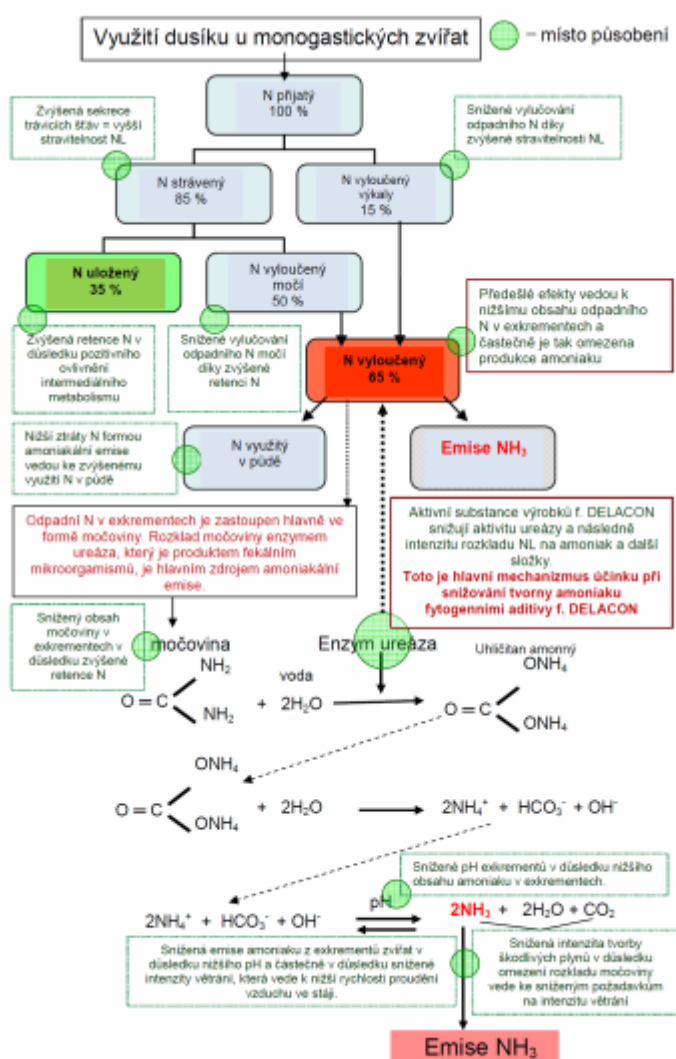 Využití dusíku u monogastických zvířat
– místo působení
N přijatý
100 %
Zvýšená sekrece
trávicích šťáv = vyšší
stravitelnost NL
Snížené vylučování
odpadního N díky
zvýšené stravitelnosti NL
N strávený
85 %
N vyloučený
výkaly
15 %
N uložený
35 %
N vyloučený
močí
50 %
Předešlé efekty vedou k
nižšímu obsahu odpadního
N v exkrementech a
částečně je tak omezena
produkce amoniaku
Zvýšená retence N v
důsledku pozitivního
ovlivnění
intermediálního
metabolismu
Snížené vylučování
odpadního N močí
díky zvýšené
retenci N
N vyloučený
65 %
Nižší ztráty N formou
amoniakální emise
vedou ke zvýšenému
využití N v půdě
N využitý
v půdě
Emise NH₃
Odpadní N v exkrementech je zastoupen hlavně ve
formě močoviny. Rozklad močoviny enzymem
ureáza, který je produktem fekálním
mikroorgamismů, je hlavním zdrojem amoniakální
emise.
Aktivní substance výrobků f. DELACON
snižují aktivitu ureázy a následně
intenzitu rozkladu NL na amoniak a další
složky.
Toto je hlavní mechanizmus účinku při
snižování tvorny amoniaku
fytogenními aditivy f. DELACON
Snížený obsah
močoviny v
exkrementech v
důsledku zvýšené
retence N
močovina
Enzym ureáza
Uhličitan amonný
voda
NH₂
O=C
NH₂
+ 2H₂O
ONH₄
O=C
ONH₄
ONH₄
O=C
ONH₄
+ 2H₂O
2NH₄⁺ + HCO₃⁻ + OH⁻
Snížené pH exkrementů v důsledku nižšího
obsahu amoniaku v exkrementech.
pH
2NH₄⁺ + HCO₃⁻ + OH⁻
2NH₃ + 2H₂O + CO₂
Snížená emise amoniaku z exkrementů zvířat v
důsledku nižšího pH a částečně v důsledku snížené
intenzity větrání, která vede k nižší rychlosti proudění
vzduchu ve stáji.
Snížená intenzita tvorby
škodlivých plynů v důsledku
omezení rozkladu močoviny
vede ke sníženým požadavkům
na intenzitu větrání
Emise NH₃